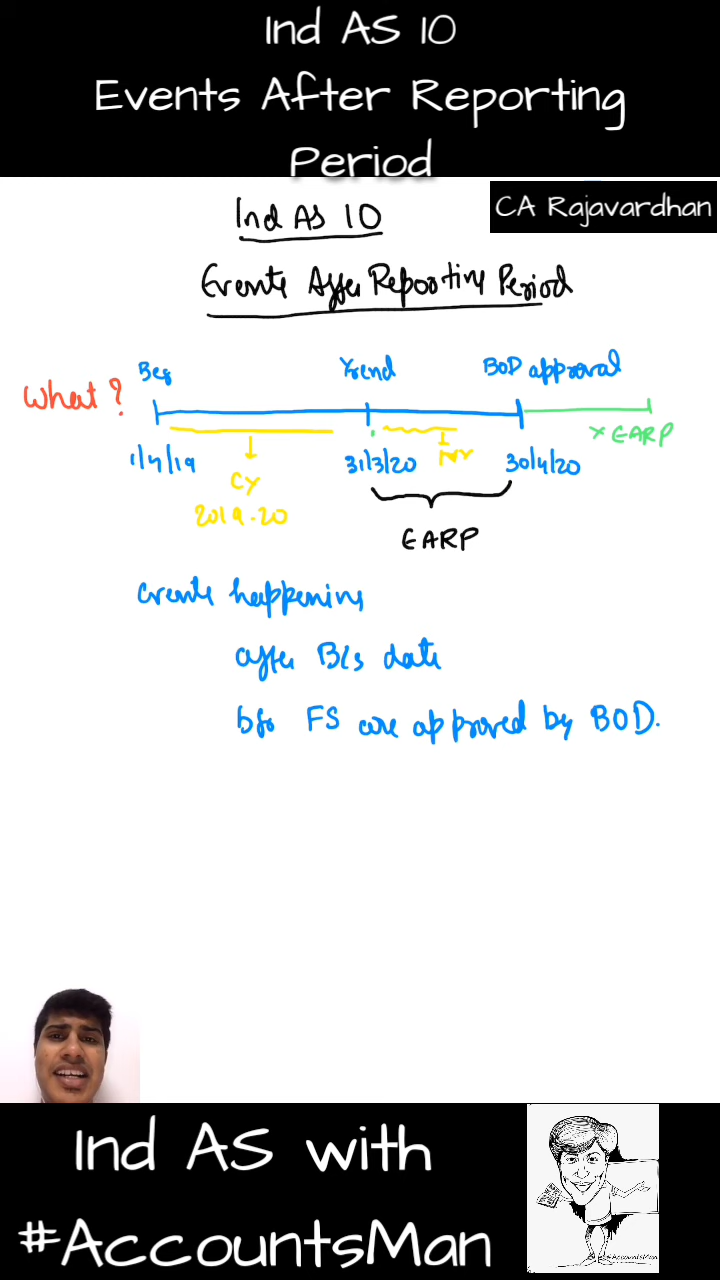 Ind AS 10
Events After Reporting
Period
CA Rajavardhan
Ind AS 10
Events After Reporting Period
What?
Beg
Yrend
BOD approval
x EARP
1/4/19
31/3/20
NY
30/4/20
CY
2019-20
EARP
events happening
after B/s date
bfo FS are approved by BOD.
Ind AS with
#AccountsMan
#AccountsMan